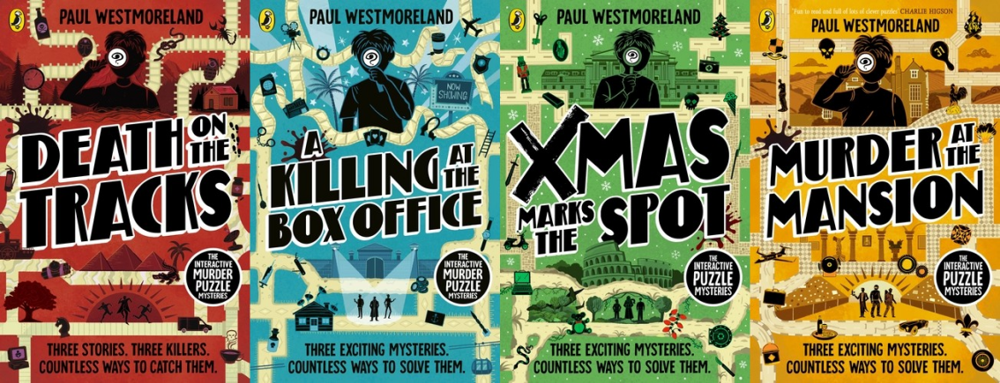 PAUL WESTMORELAND
DEATH ON
THE
TRACKS
THE
INTERACTIVE
MURDER
PUZZLE
MYSTERIES
THREE STORIES. THREE KILLERS.
COUNTLESS WAYS TO CATCH THEM.
PAUL WESTMORELAND
NOW
SHOWING
A
KILLING AT
THE
BOX OFFICE
THE
INTERACTIVE
MURDER
PUZZLE
MYSTERIES
THREE EXCITING MYSTERIES.
COUNTLESS WAYS TO SOLVE THEM.
PAUL WESTMORELAND
XMAS
MARKS
THE
SPOT
THE
INTERACTIVE
PUZZLE
MYSTERIES
THREE EXCITING MYSTERIES.
COUNTLESS WAYS TO SOLVE THEM.
'Fun to read and full of lots of clever puzzles' CHARLIE HIGSON
PAUL WESTMORELAND
31
MURDER AT
THE
MANSION
THE
INTERACTIVE
PUZZLE
MYSTERIES
THREE EXCITING MYSTERIES.
COUNTLESS WAYS TO SOLVE THEM.